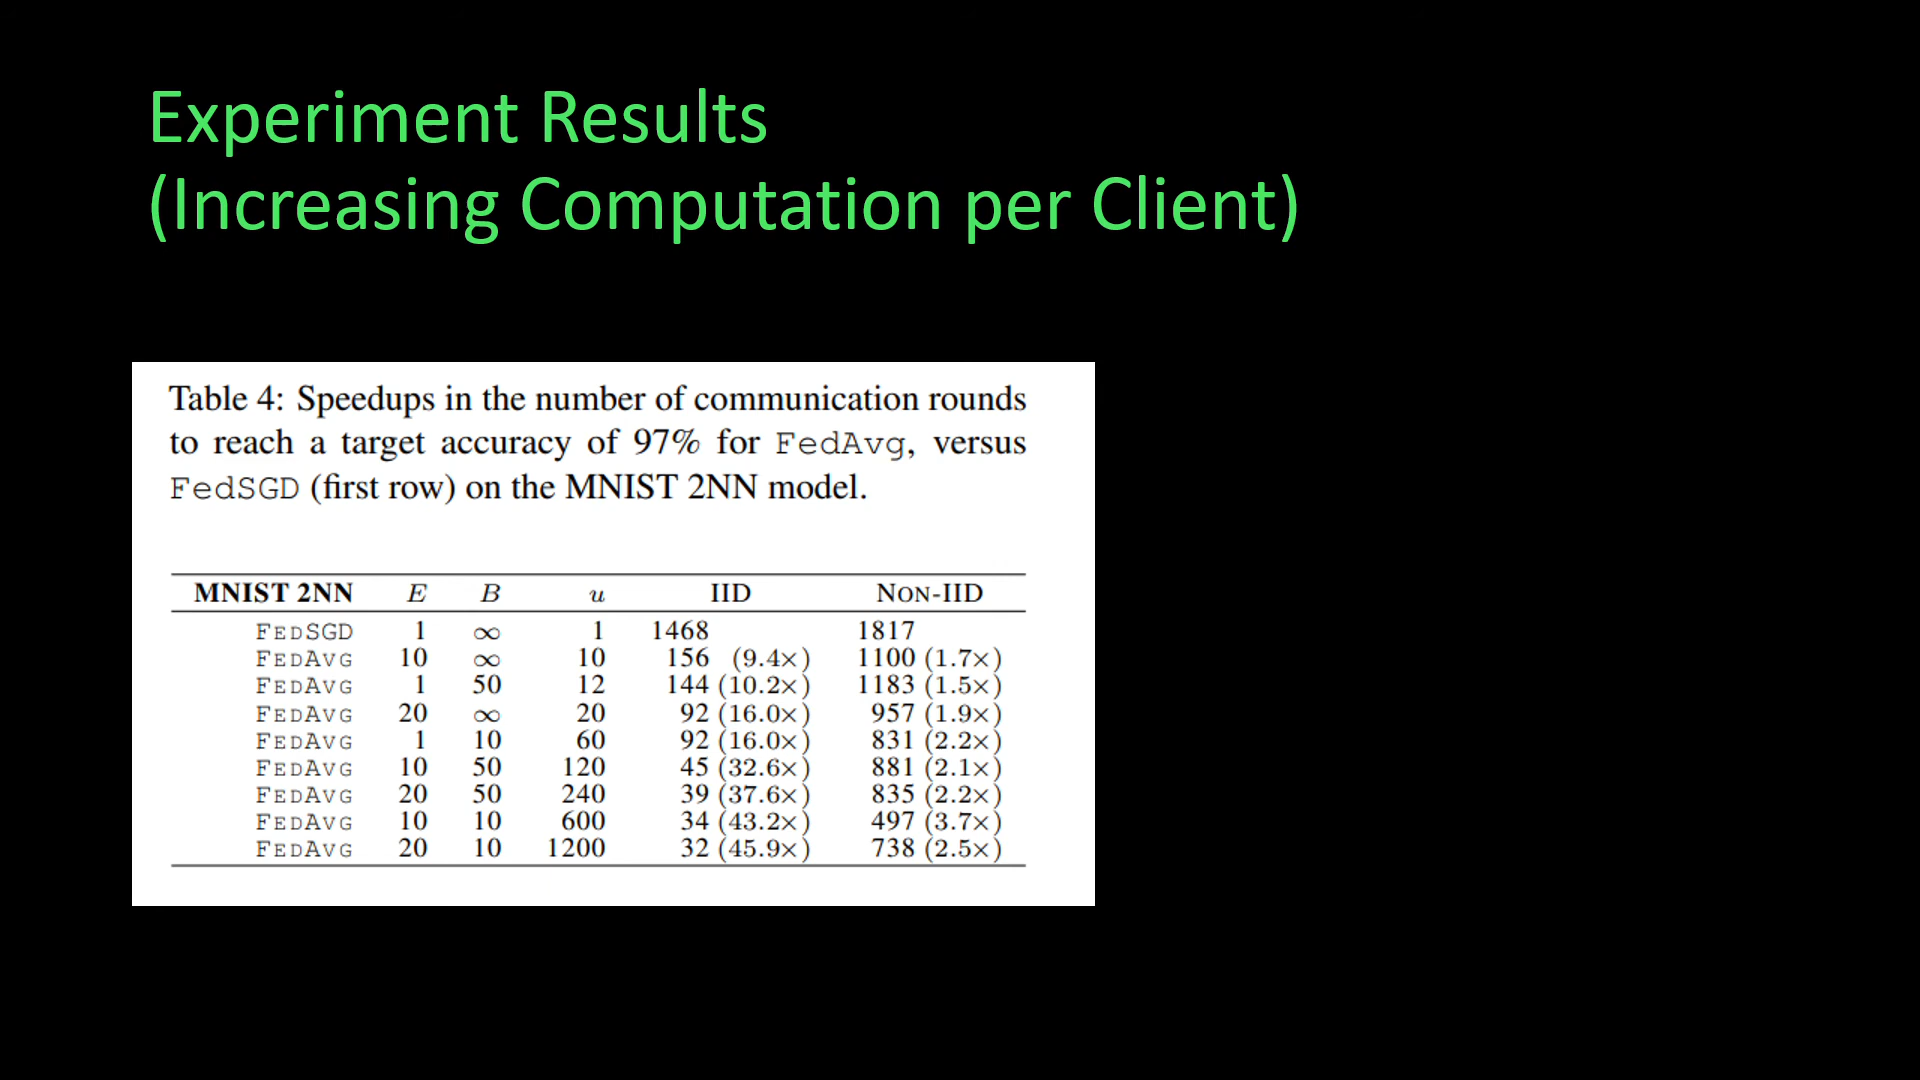 Experiment Results
(Increasing Computation per Client)
Table 4: Speedups in the number of communication rounds
to reach a target accuracy of 97% for FedAvg, versus
FedSGD (first row) on the MNIST 2NN model.
MNIST 2NN E B u IID NON-IID
FEDSGD 1 ∞ 1 1468 1817
FEDAVG 10 ∞ 10 156 (9.4×) 1100 (1.7×)
FEDAVG 1 50 12 144 (10.2×) 1183 (1.5×)
FEDAVG 20 ∞ 20 92 (16.0×) 957 (1.9×)
FEDAVG 1 10 60 92 (16.0×) 831 (2.2×)
FEDAVG 10 50 120 45 (32.6×) 881 (2.1×)
FEDAVG 20 50 240 39 (37.6×) 835 (2.2×)
FEDAVG 10 10 600 34 (43.2×) 497 (3.7×)
FEDAVG 20 10 1200 32 (45.9×) 738 (2.5×)